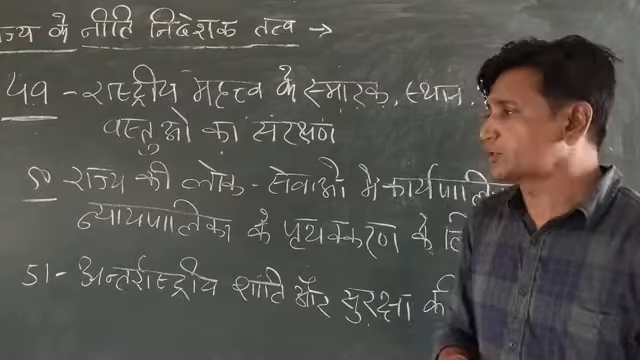 राज्य के नीति निदेशक तत्व →
49 - राष्ट्रीय महत्त्व के स्मारक, स्थान,
वस्तुओ का संरक्षण
50 राज्य की लोक - सेवाओ में कार्यपालि
न्यायपालिका के पृथक्करण के लि
51 - अन्तर्राष्ट्रीय शांति और सुरक्षा की